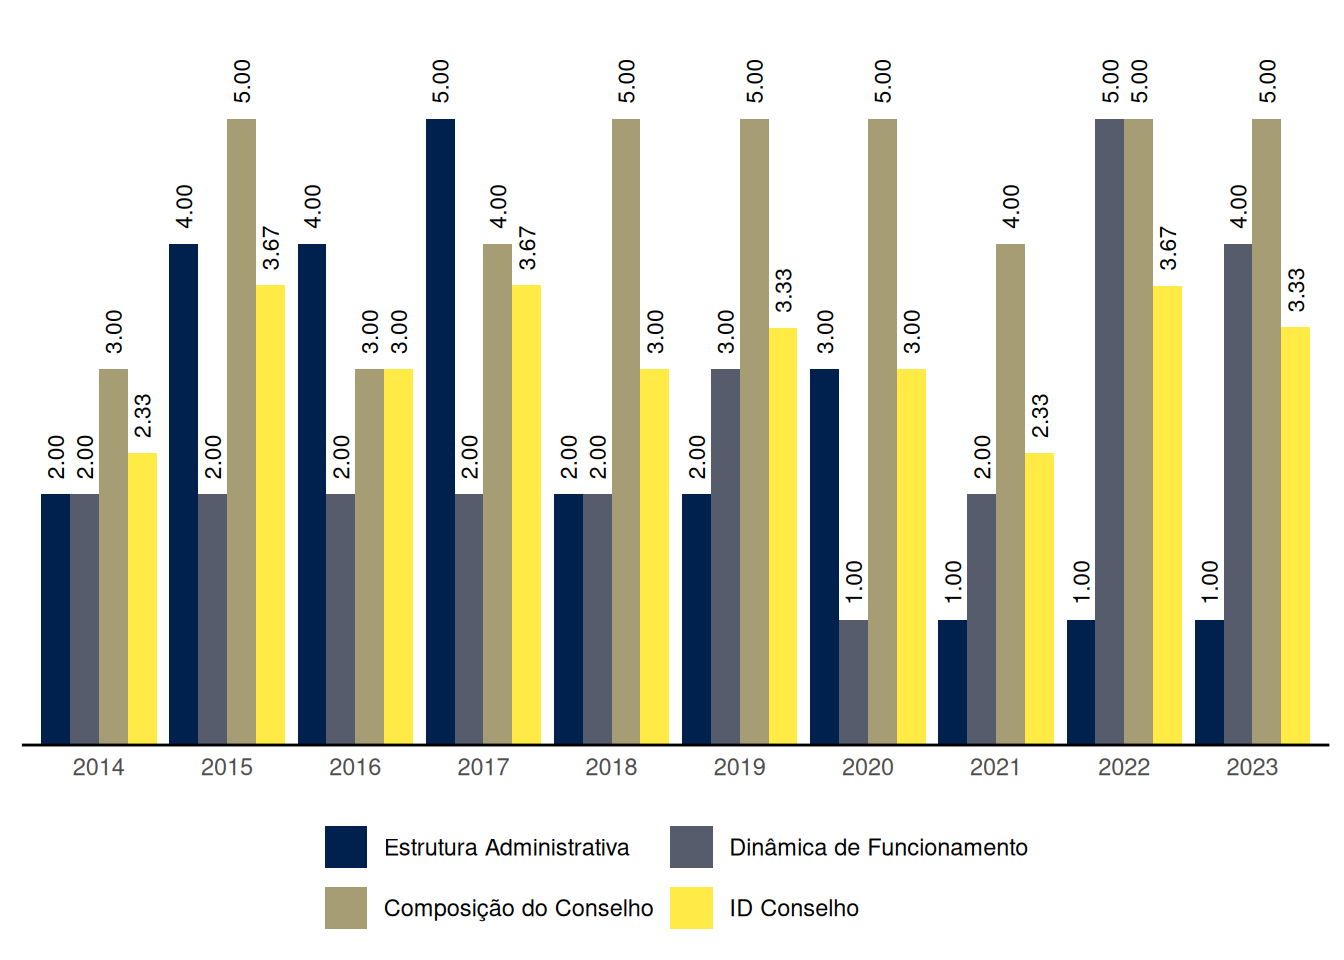 5.00 5.00 5.00 5.00 5.00 5.00 5.00 5.00
4.00 4.00 4.00 4.00 4.00
3.67 3.67 3.67
3.33 3.33
3.00 3.00 3.00 3.00 3.00 3.00 3.00
2.33 2.33
2.00 2.00 2.00 2.00 2.00 2.00 2.00 2.00 2.00
1.00 1.00 1.00 1.00
2014 2015 2016 2017 2018 2019 2020 2021 2022 2023
Estrutura Administrativa Dinâmica de Funcionamento
Composição do Conselho ID Conselho